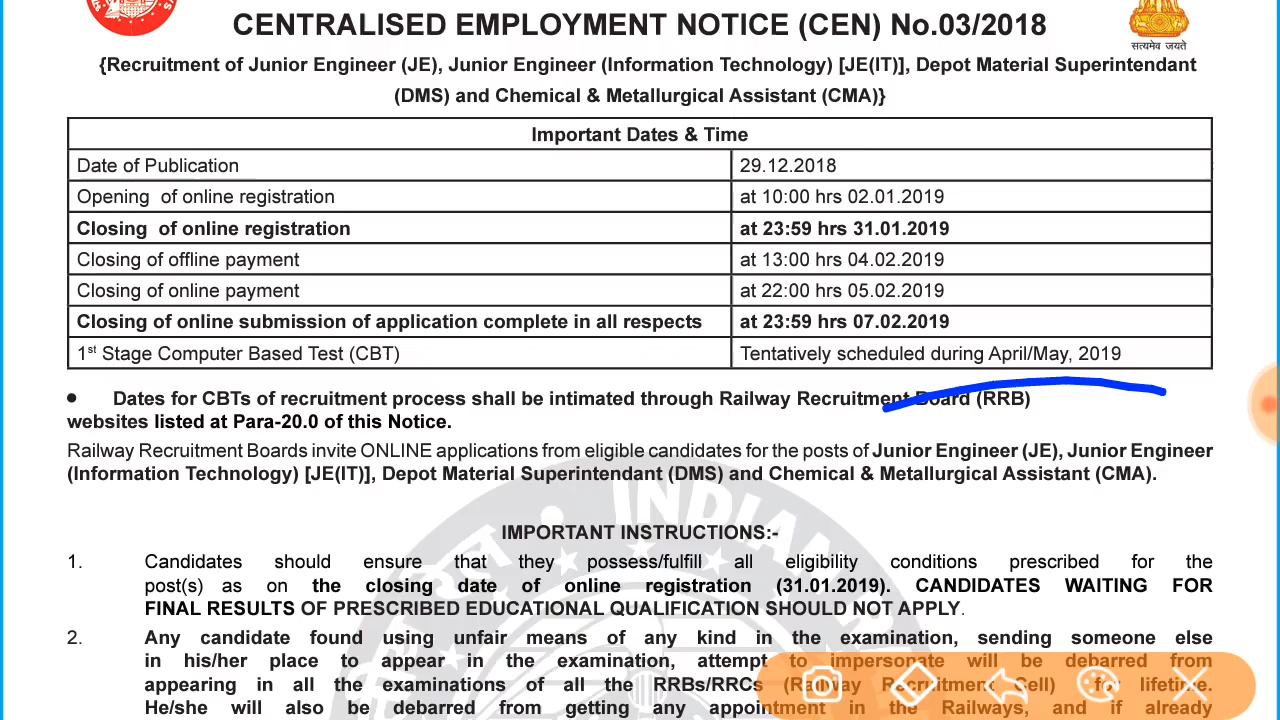 CENTRALISED EMPLOYMENT NOTICE (CEN) No.03/2018
सत्यमेव जयते
{Recruitment of Junior Engineer (JE), Junior Engineer (Information Technology) [JE(IT)], Depot Material Superintendant
(DMS) and Chemical & Metallurgical Assistant (CMA)}
Important Dates & Time
Date of Publication 29.12.2018
Opening of online registration at 10:00 hrs 02.01.2019
Closing of online registration at 23:59 hrs 31.01.2019
Closing of offline payment at 13:00 hrs 04.02.2019
Closing of online payment at 22:00 hrs 05.02.2019
Closing of online submission of application complete in all respects at 23:59 hrs 07.02.2019
1st Stage Computer Based Test (CBT) Tentatively scheduled during April/May, 2019
● Dates for CBTs of recruitment process shall be intimated through Railway Recruitment Board (RRB)
websites listed at Para-20.0 of this Notice.
Railway Recruitment Boards invite ONLINE applications from eligible candidates for the posts of Junior Engineer (JE), Junior Engineer
(Information Technology) [JE(IT)], Depot Material Superintendant (DMS) and Chemical & Metallurgical Assistant (CMA).
INDIAN
IMPORTANT INSTRUCTIONS:-
1. Candidates should ensure that they possess/fulfill all eligibility conditions prescribed for the
post(s) as on the closing date of online registration (31.01.2019). CANDIDATES WAITING FOR
FINAL RESULTS OF PRESCRIBED EDUCATIONAL QUALIFICATION SHOULD NOT APPLY.
2. Any candidate found using unfair means of any kind in the examination, sending someone else
in his/her place to appear in the examination, attempt to impersonate will be debarred from
appearing in all the examinations of all the RRBs/RRCs (Railway Recruitment Cell) for lifetime.
He/she will also be debarred from getting any appointment in the Railways, and if already